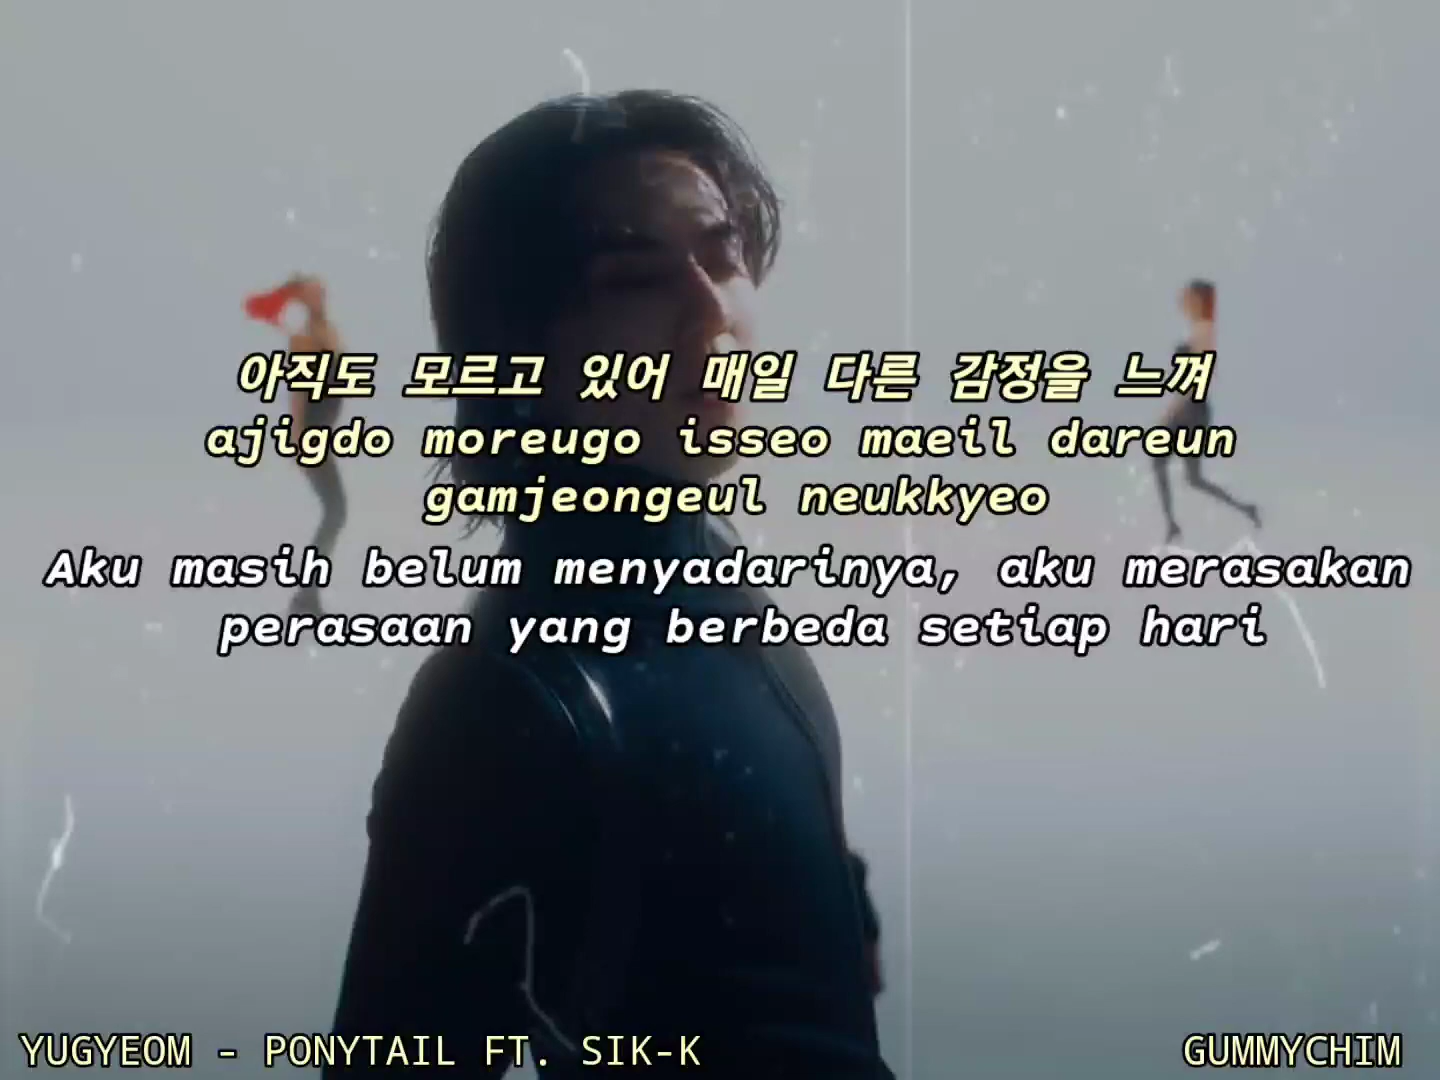 아직도 모르고 있어 매일 다른 감정을 느껴
ajigdo moreugo isseo maeil dareun
gamjeongeul neukkyeo
Aku masih belum menyadarinya, aku merasakan
perasaan yang berbeda setiap hari
YUGYEOM - PONYTAIL FT. SIK-K
GUMMYCHIM